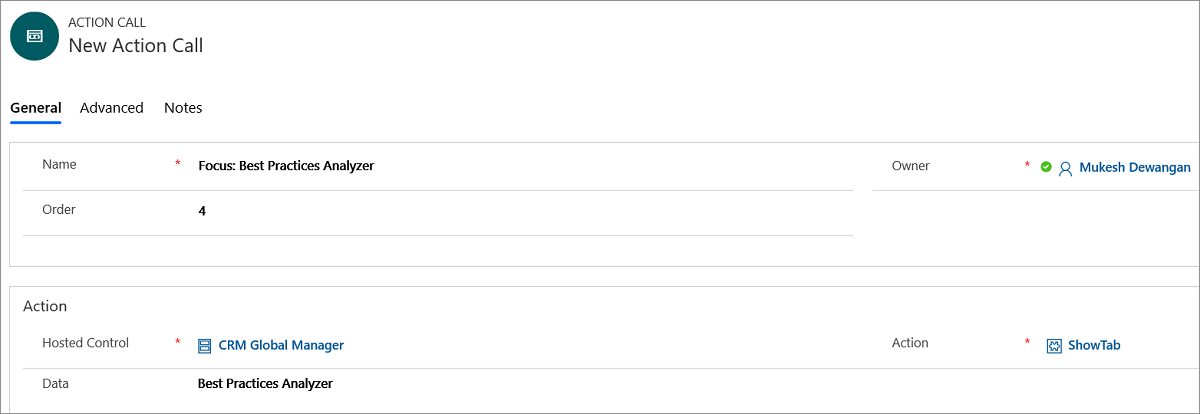 ACTION CALL
New Action Call
General Advanced Notes
Name * Focus: Best Practices Analyzer Owner * Mukesh Dewangan
Order 4
Action
Hosted Control * CRM Global Manager Action * ShowTab
Data Best Practices Analyzer